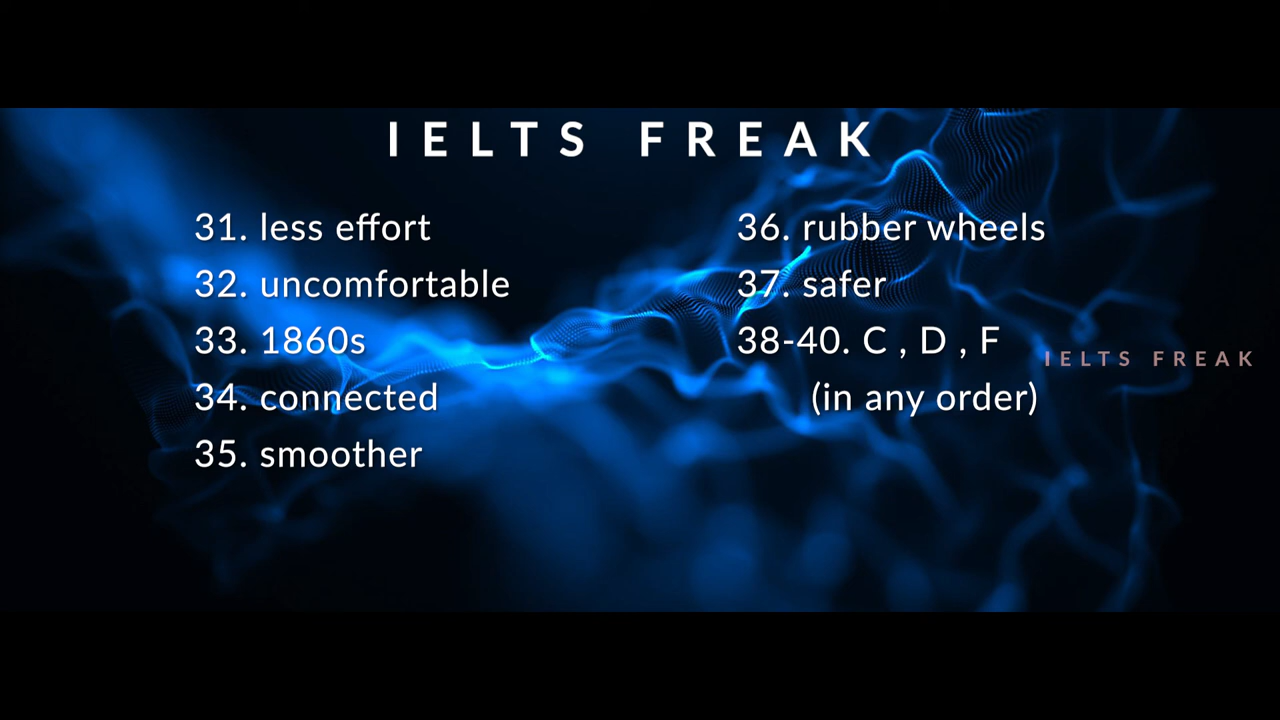 IELTS FREAK
31. less effort
32. uncomfortable
33. 1860s
34. connected
35. smoother
36. rubber wheels
37. safer
38-40. C , D , F
(in any order)
IELTS FREAK